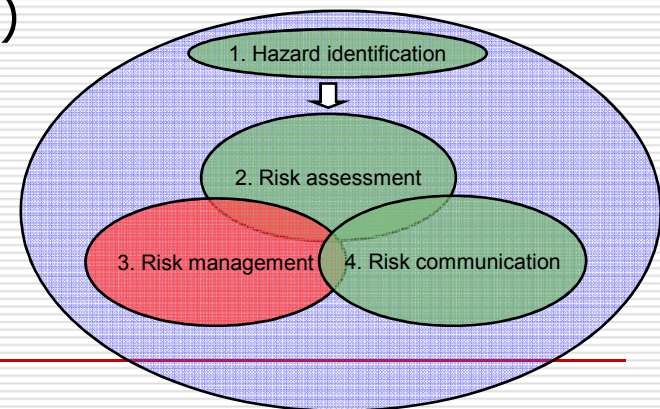 )
1. Hazard identification
2. Risk assessment
3. Risk management
4. Risk communication